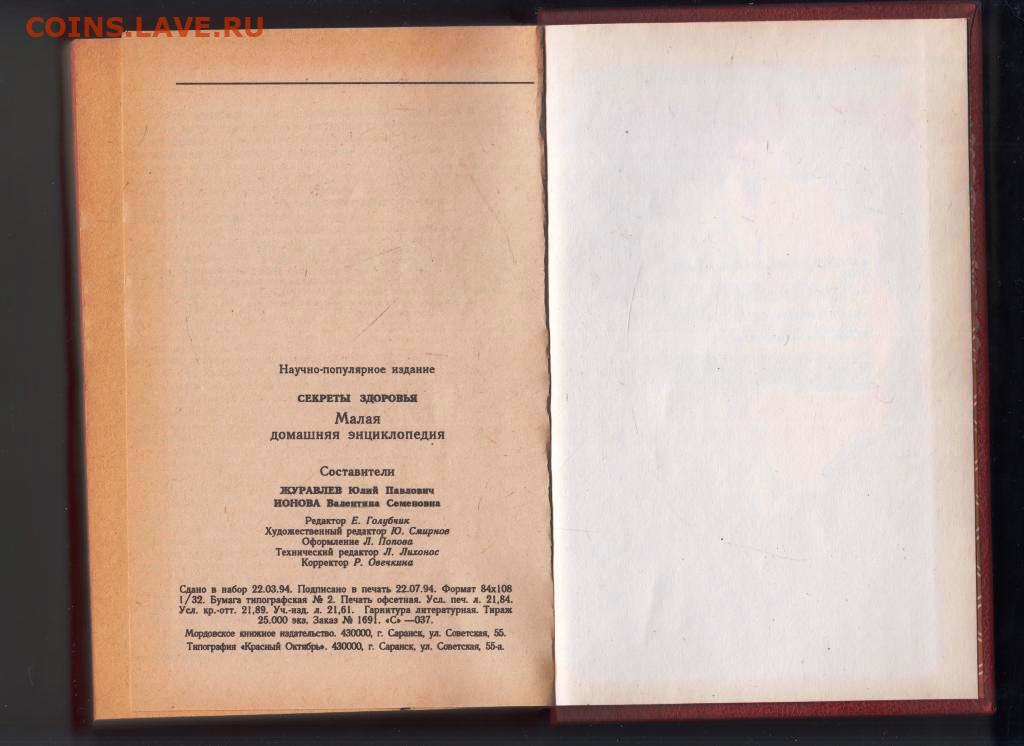 COINS.LAVE.RU
Научно-популярное издание
СЕКРЕТЫ ЗДОРОВЬЯ
Малая
домашняя энциклопедия
Составители
ЖУРАВЛЕВ Юлий Павлович
ИОНОВА Валентина Семеновна
Редактор Е. Голубчик
Художественный редактор Ю. Смирнов
Оформление Л. Попова
Технический редактор Л. Лихонос
Корректор Р. Овечкина
Сдано в набор 22.03.94. Подписано в печать 22.07.94. Формат 84х108
1/32. Бумага типографская № 2. Печать офсетная. Усл. печ. л. 21,84.
Усл. кр.-отт. 21,89. Уч.-изд. л. 21,61. Гарнитура литературная. Тираж
25.000 экз. Заказ № 1691. «С» —037.
Мордовское книжное издательство. 430000, г. Саранск, ул. Советская, 55.
Типография «Красный Октябрь». 430000, г. Саранск, ул. Советская, 55-а.